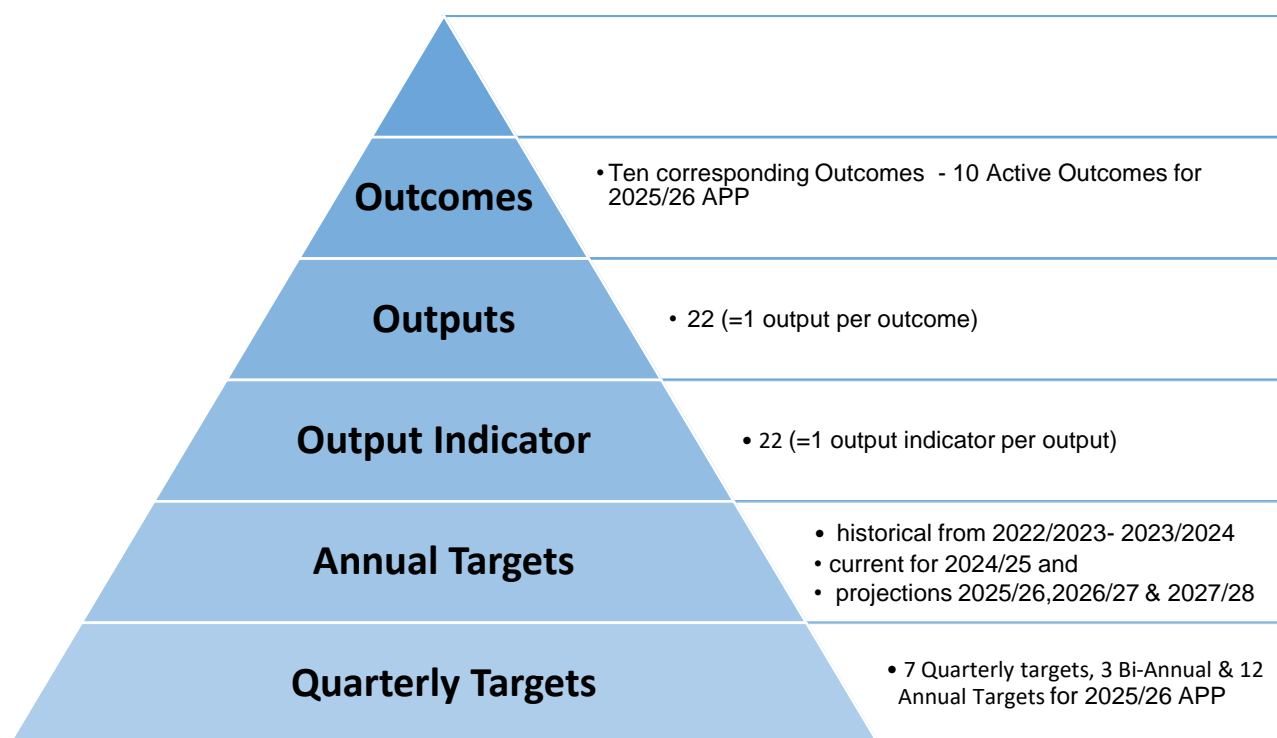 Outcomes
• Ten corresponding Outcomes - 10 Active Outcomes for
2025/26 APP
Outputs
• 22 (=1 output per outcome)
Output Indicator
• 22 (=1 output indicator per output)
Annual Targets
• historical from 2022/2023- 2023/2024
• current for 2024/25 and
• projections 2025/26,2026/27 & 2027/28
Quarterly Targets
• 7 Quarterly targets, 3 Bi-Annual & 12
Annual Targets for 2025/26 APP